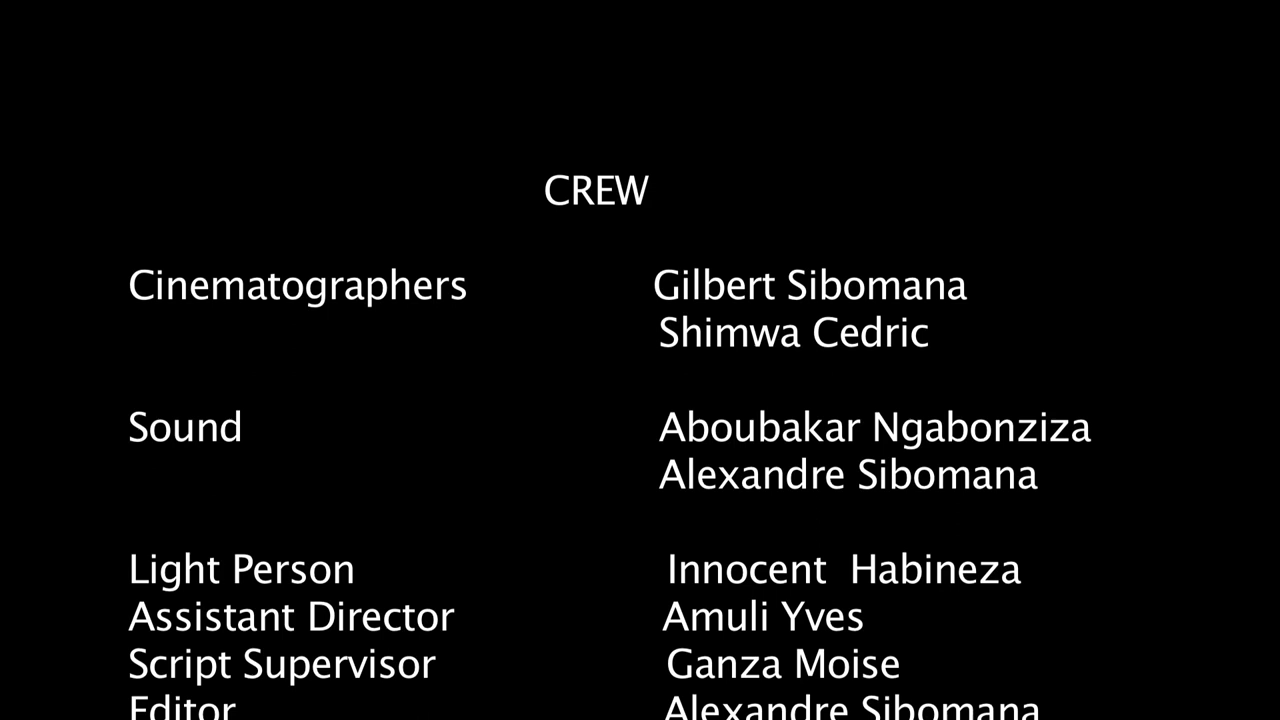 CREW
Cinematographers Gilbert Sibomana
Shimwa Cedric
Sound Aboubakar Ngabonziza
Alexandre Sibomana
Light Person Innocent Habineza
Assistant Director Amuli Yves
Script Supervisor Ganza Moise
Editor Alexandre Sibomana